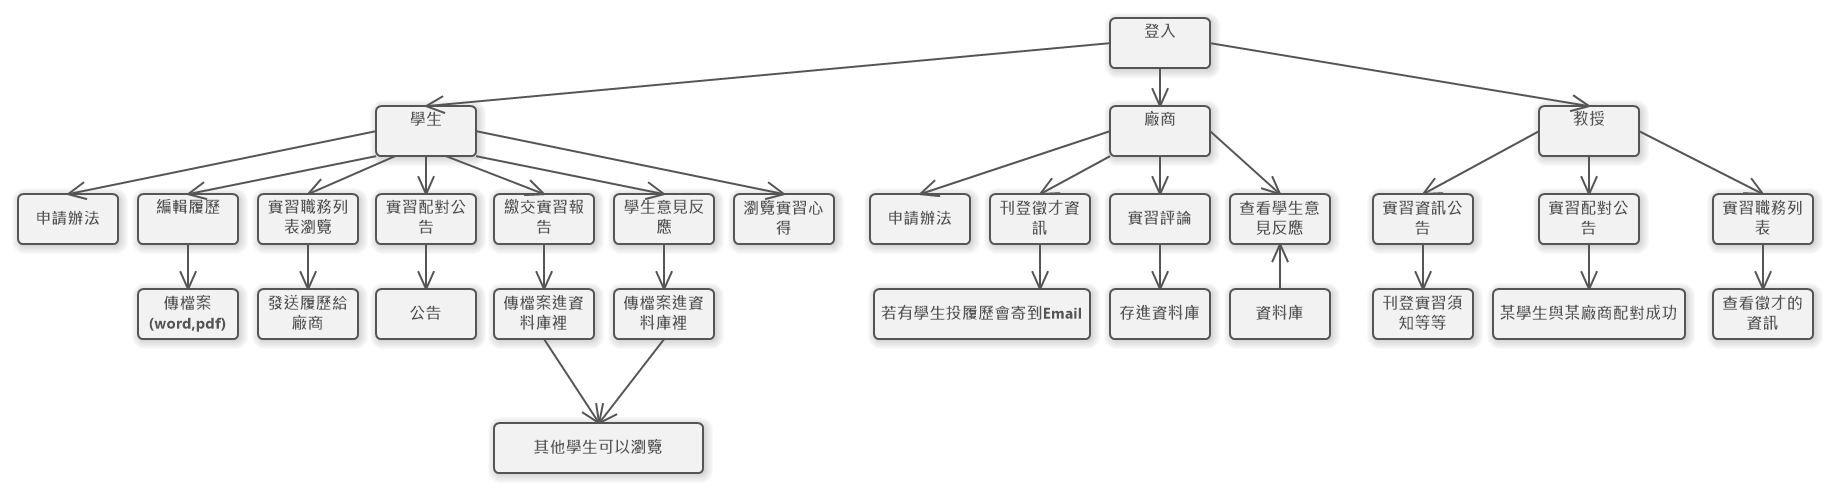 登入
學生
廠商
教授
申請辦法
編輯履歷
實習職務列
表瀏覽
實習配對公
告
繳交實習報
告
學生意見反
應
瀏覽實習心
得
申請辦法
刊登徵才資
訊
實習評論
查看學生意
見反應
實習資訊公
告
實習配對公
告
實習職務列
表
傳檔案
(word,pdf)
發送履歷給
廠商
公告
傳檔案進資
料庫裡
傳檔案進資
料庫裡
若有學生投履歷會寄到Email
存進資料庫
資料庫
刊登實習須
知等等
某學生與某廠商配對成功
查看徵才的
資訊
其他學生可以瀏覽